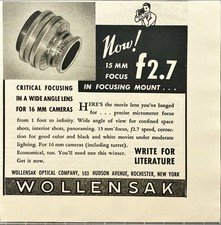 Now!
15 MM
FOCUS
f2.7
IN FOCUSING MOUNT...
CRITICAL FOCUSING
IN A WIDE ANGLE LENS
FOR 16 MM CAMERAS
HERE'S the movie lens you've longed
for ... precise micrometer focus
from 1 foot to infinity. Wide angle of view for confined space
shots, interior shots, panoraming. 15 mm focus, f2.7 speed, correc-
tion for good color and black and white movies under moderate
lighting. For 16 mm cameras (including turret).
Economical, too. You'll need one this winter.
Get it now.
WRITE FOR
LITERATURE
WOLLENSAK OPTICAL COMPANY, 103 HUDSON AVENUE, ROCHESTER, NEW YORK
WOLLENSAK